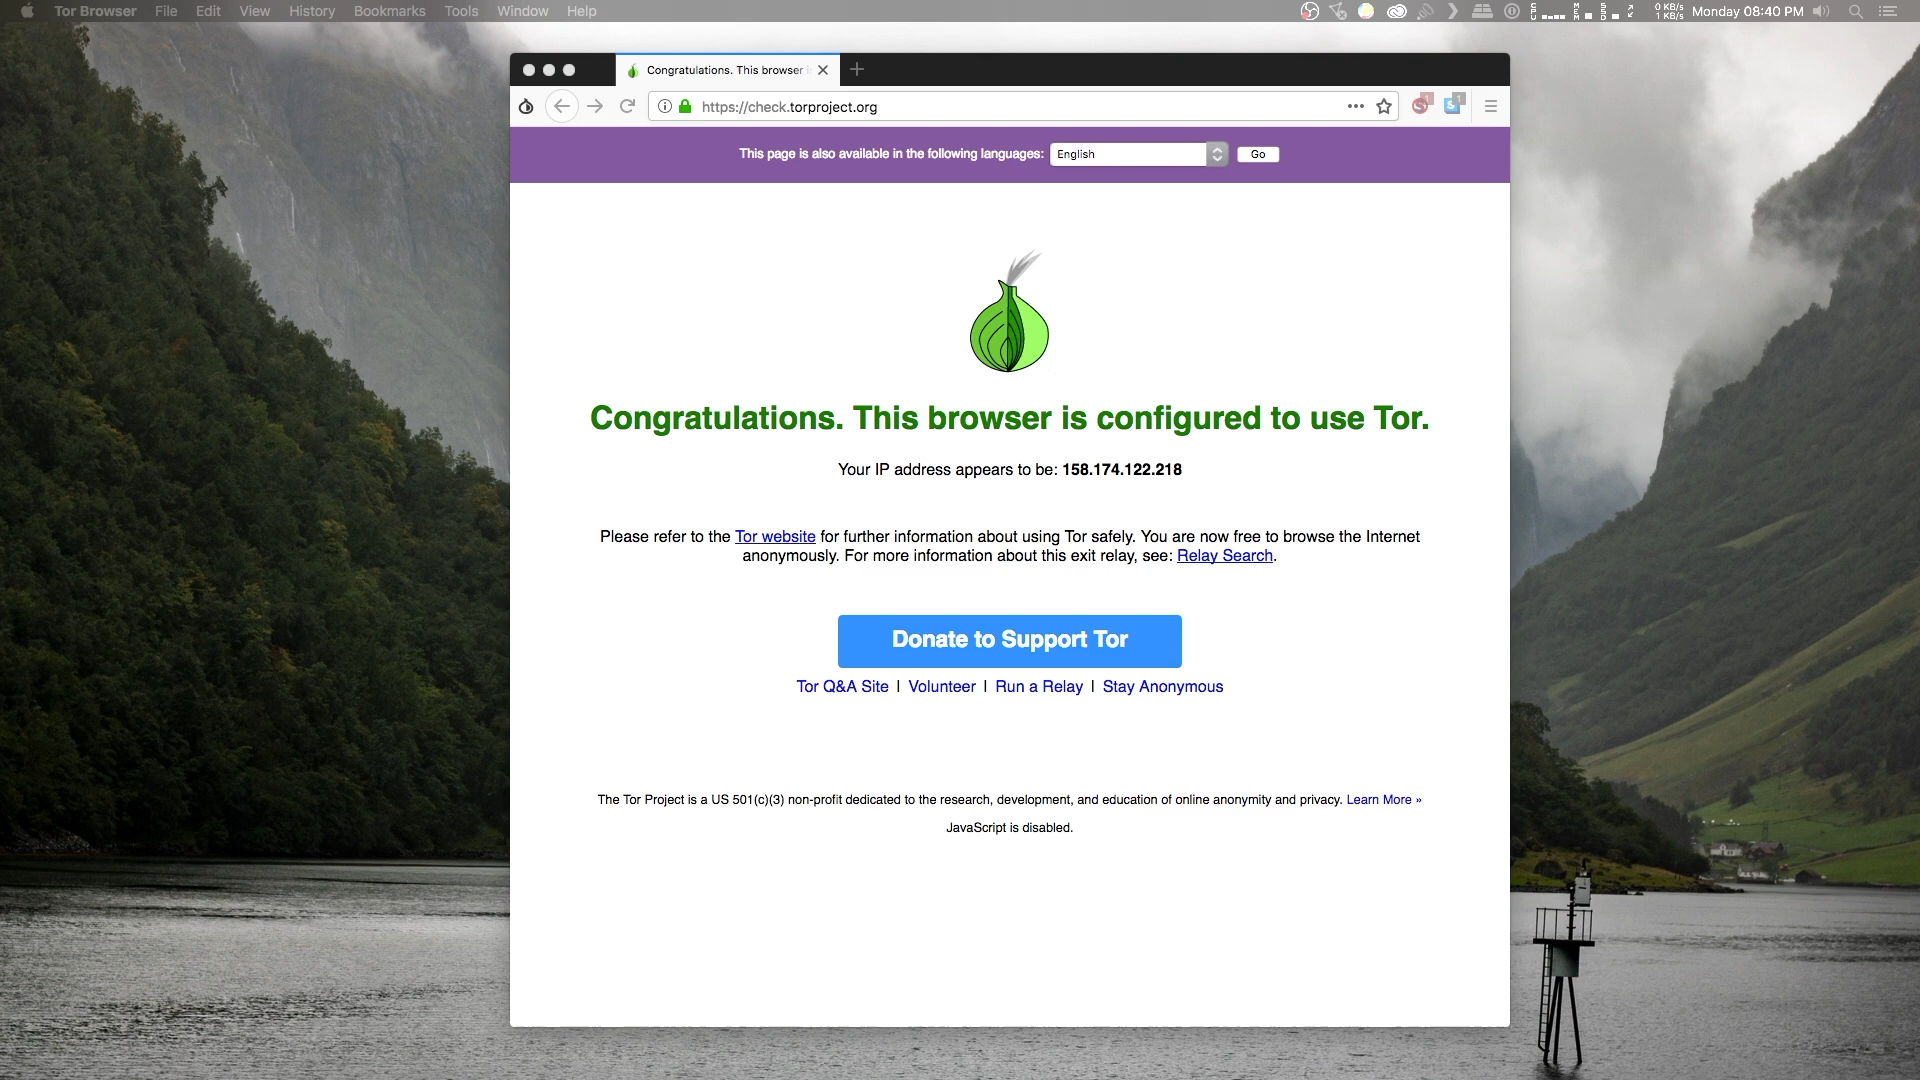 Tor Browser File Edit View History Bookmarks Tools Window Help
0 KB/s
1 KB/s
Monday 08:40 PM
Congratulations. This browser
https://check.torproject.org
1
1
This page is also available in the following languages: English Go
Congratulations. This browser is configured to use Tor.
Your IP address appears to be: 158.174.122.218
Please refer to the Tor website for further information about using Tor safely. You are now free to browse the Internet
anonymously. For more information about this exit relay, see: Relay Search.
Donate to Support Tor
Tor Q&A Site | Volunteer | Run a Relay | Stay Anonymous
The Tor Project is a US 501(c)(3) non-profit dedicated to the research, development, and education of online anonymity and privacy. Learn More »
JavaScript is disabled.